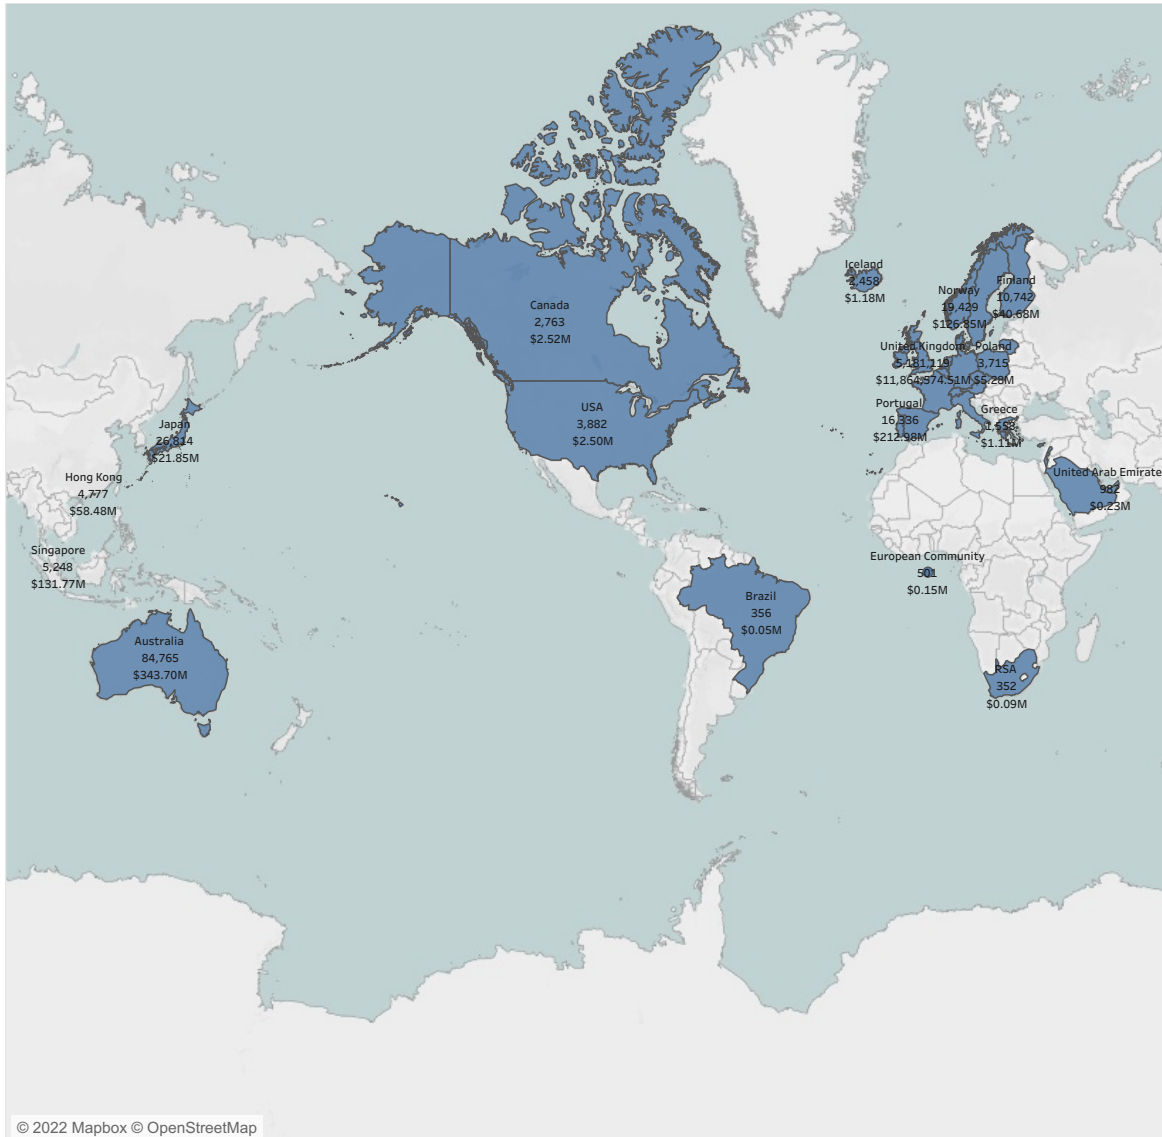 Iceland
2,458
$1.18M
Finland
10,742
$40.68M
Norway
19,429
$126.85M
Canada
2,763
$2.52M
United Kingdom
5,181,119
$11,864,574.51M
Poland
3,715
$5.28M
USA
3,882
$2.50M
Portugal
16,336
$212.98M
Greece
1,558
$1.11M
Japan
26,814
$21.85M
Hong Kong
4,777
$58.48M
United Arab Emirate
982
$0.23M
Singapore
5,248
$131.77M
European Community
501
$0.15M
Brazil
356
$0.05M
Australia
84,765
$343.70M
RSA
352
$0.09M
© 2022 Mapbox © OpenStreetMap